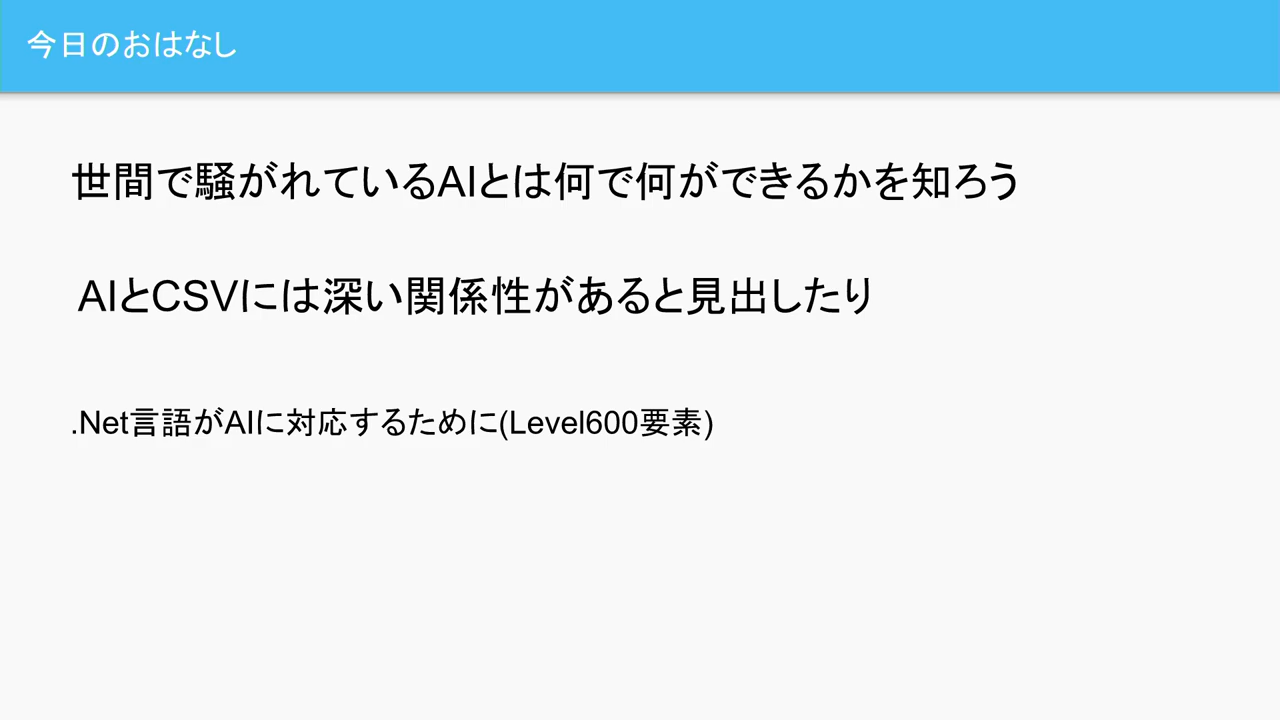 今日のおはなし
世間で騒がれているAIとは何で何ができるかを知ろう
AIとCSVには深い関係性があると見出したり
.Net言語がAIに対応するために(Level600要素)